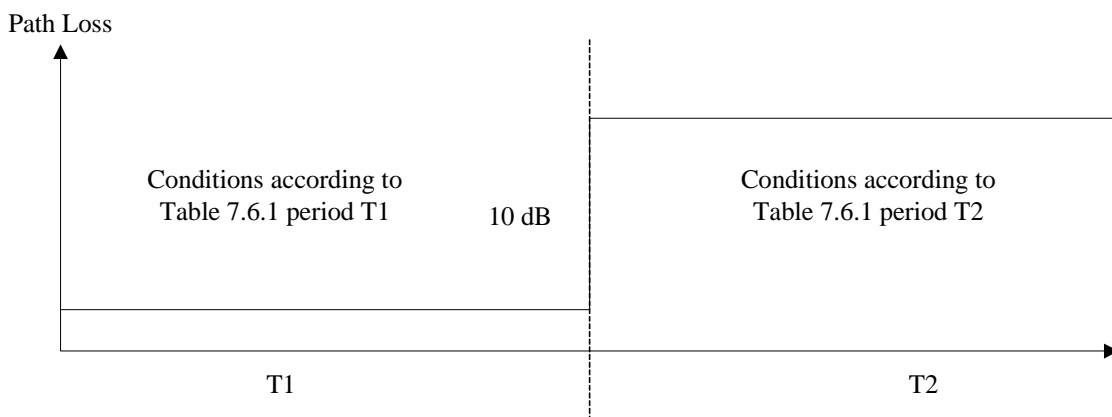 Path Loss
Conditions according to
Table 7.6.1 period T1
10 dB
Conditions according to
Table 7.6.1 period T2
T1
T2